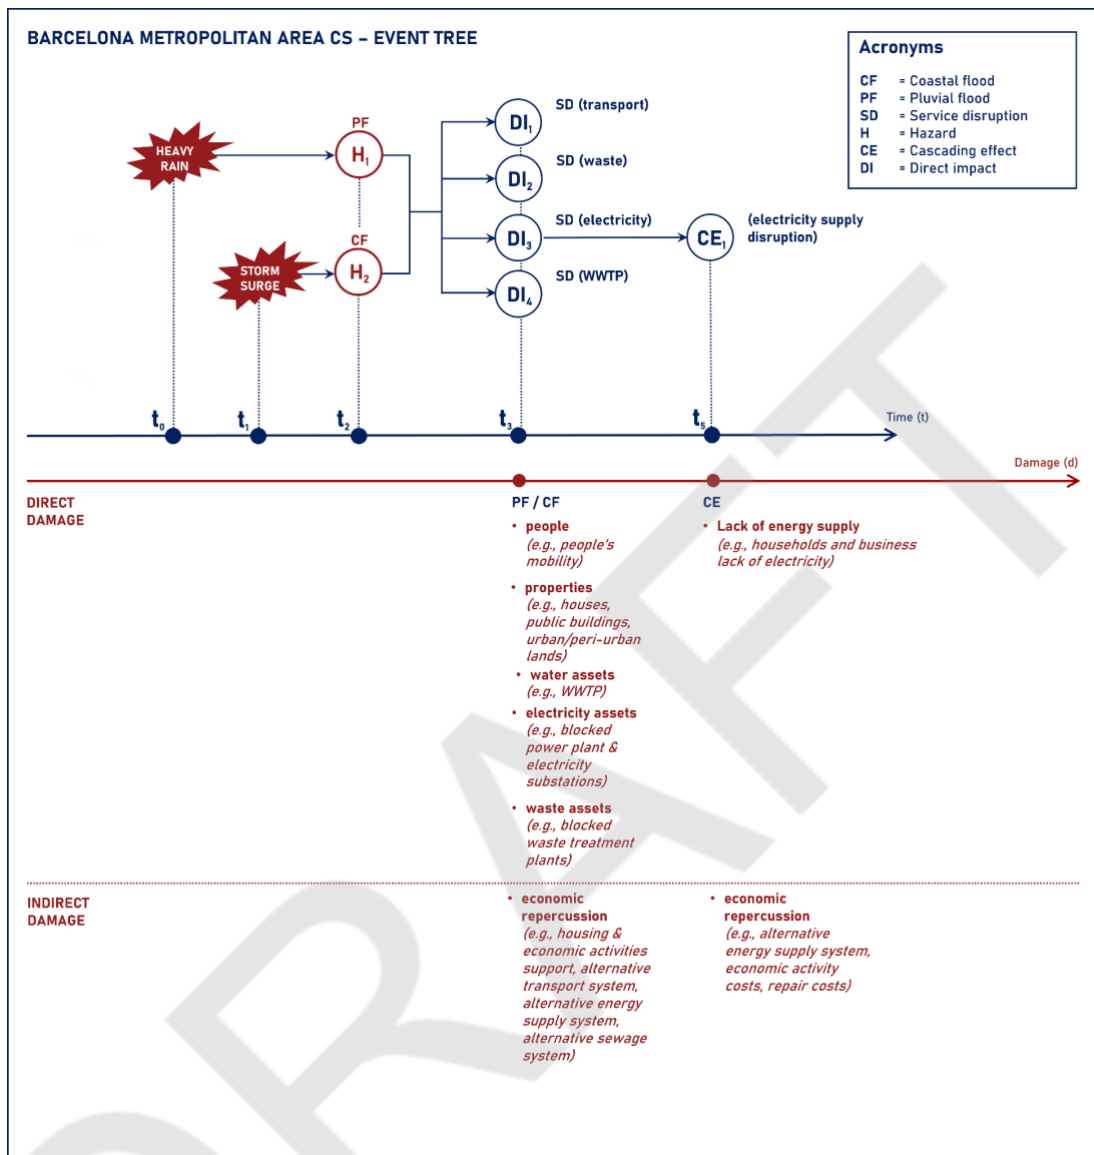 BARCELONA METROPOLITAN AREA CS – EVENT TREE
Acronyms
CF = Coastal flood
PF = Pluvial flood
SD = Service disruption
H = Hazard
CE = Cascading effect
DI = Direct impact
HEAVY
RAIN
PF
H1
STORM
SURGE
CF
H2
DI1
SD (transport)
DI2
SD (waste)
DI3
SD (electricity)
DI4
SD (WWTP)
CE1
(electricity supply
disruption)
t0
t1
t2
t3
t5
Time (t)
Damage (d)
DIRECT
DAMAGE
PF / CF
• people
(e.g., people's
mobility)
• properties
(e.g., houses,
public buildings,
urban/peri-urban
lands)
• water assets
(e.g., WWTP)
• electricity assets
(e.g., blocked
power plant &
electricity
substations)
• waste assets
(e.g., blocked
waste treatment
plants)
CE
• Lack of energy supply
(e.g., households and business
lack of electricity)
INDIRECT
DAMAGE
• economic
repercussion
(e.g., housing &
economic activities
support, alternative
transport system,
alternative energy
supply system,
alternative sewage
system)
• economic
repercussion
(e.g., alternative
energy supply system,
economic activity
costs, repair costs)
DRAFT